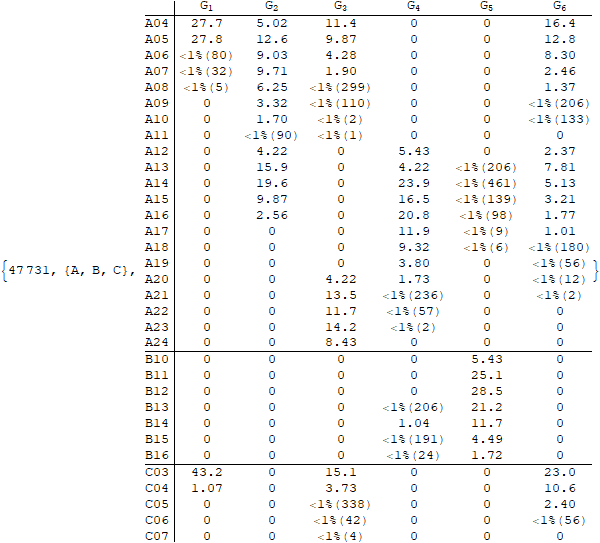 G1 G2 G3 G4 G5 G6
A04 27.7 5.02 11.4 0 0 16.4
A05 27.8 12.6 9.87 0 0 12.8
A06 <1%(80) 9.03 4.28 0 0 8.30
A07 <1%(32) 9.71 1.90 0 0 2.46
A08 <1%(5) 6.25 <1%(299) 0 0 1.37
A09 0 3.32 <1%(110) 0 0 <1%(206)
A10 0 1.70 <1%(2) 0 0 <1%(133)
A11 0 <1%(90) <1%(1) 0 0 0
A12 0 4.22 0 5.43 0 2.37
A13 0 15.9 0 4.22 <1%(206) 7.81
A14 0 19.6 0 23.9 <1%(461) 5.13
A15 0 9.87 0 16.5 <1%(139) 3.21
A16 0 2.56 0 20.8 <1%(98) 1.77
A17 0 0 0 11.9 <1%(9) 1.01
A18 0 0 0 9.32 <1%(6) <1%(180)
A19 0 0 0 3.80 0 <1%(56)
{47731, {A, B, C}, }
A20 0 0 4.22 1.73 0 <1%(12)
A21 0 0 13.5 <1%(236) 0 <1%(2)
A22 0 0 11.7 <1%(57) 0 0
A23 0 0 14.2 <1%(2) 0 0
A24 0 0 8.43 0 0 0
B10 0 0 0 0 5.43 0
B11 0 0 0 0 25.1 0
B12 0 0 0 0 28.5 0
B13 0 0 0 <1%(206) 21.2 0
B14 0 0 0 1.04 11.7 0
B15 0 0 0 <1%(191) 4.49 0
B16 0 0 0 <1%(24) 1.72 0
C03 43.2 0 15.1 0 0 23.0
C04 1.07 0 3.73 0 0 10.6
C05 0 0 <1%(338) 0 0 2.40
C06 0 0 <1%(42) 0 0 <1%(56)
C07 0 0 <1%(4) 0 0 0